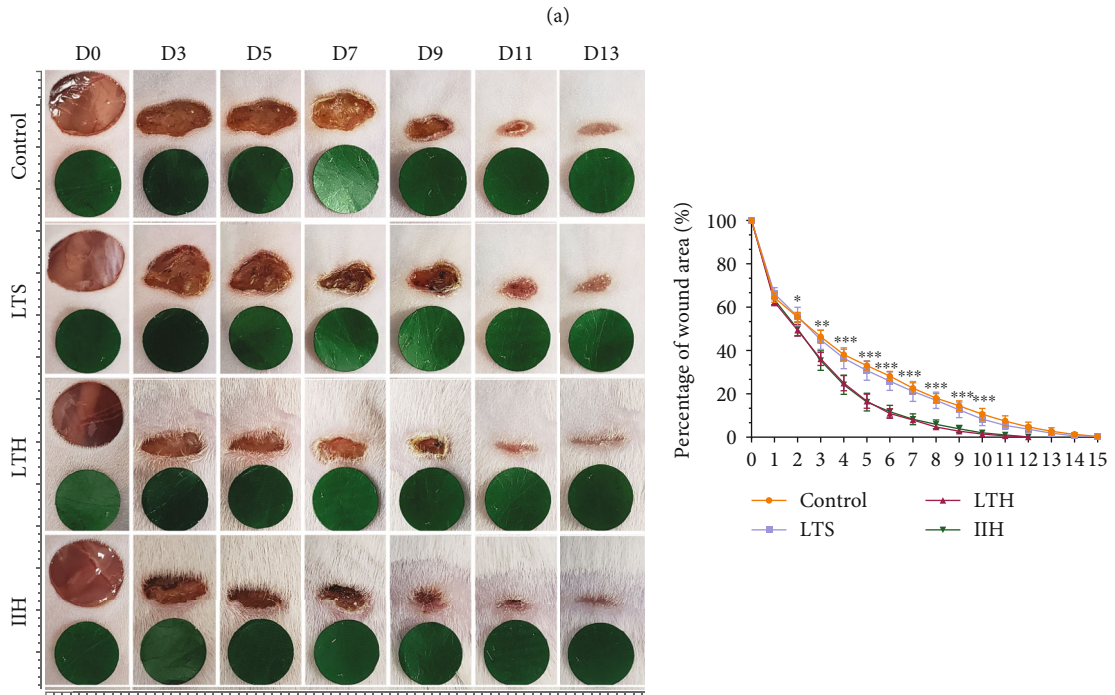 (a)
D0 D3 D5 D7 D9 D11 D13
Control
LTS
LTH
IIH
Percentage of wound area (%)
100
80
60
40
20
0
* ** *** *** *** *** *** *** ***
0 1 2 3 4 5 6 7 8 9 10 11 12 13 14 15
Control LTH
LTS IIH